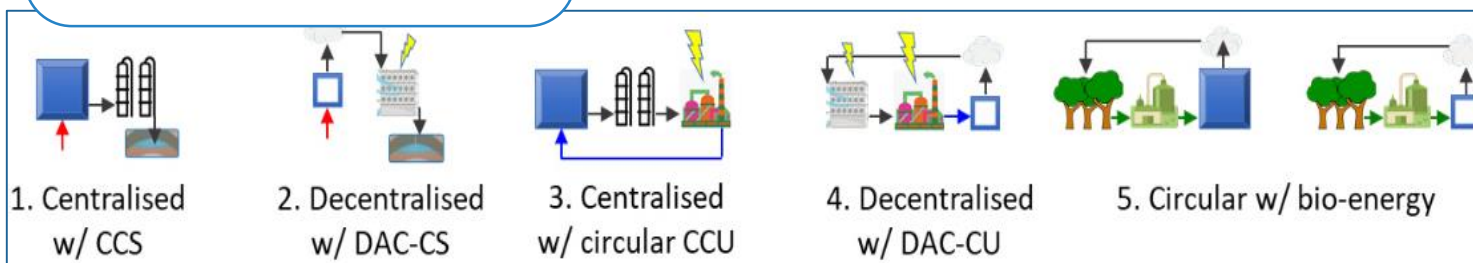 1. Centralised
w/ CCS
2. Decentralised
w/ DAC-CS
3. Centralised
w/ circular CCU
4. Decentralised
w/ DAC-CU
5. Circular w/ bio-energy